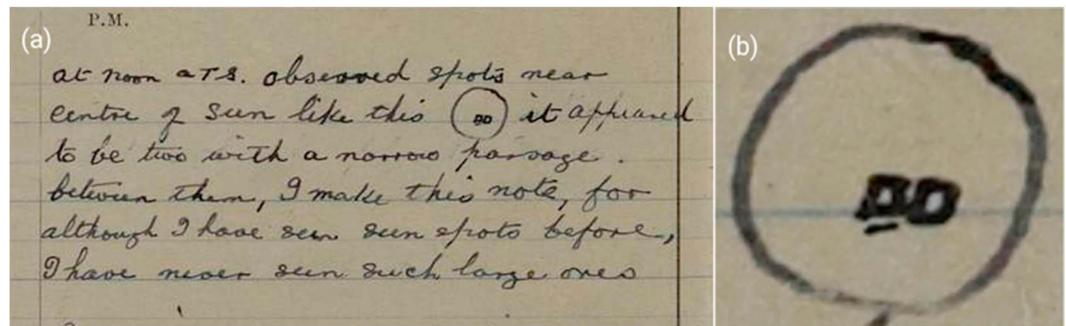 P.M.
(a)
at noon a T.S. observed spots near
centre of sun like this it appeared
to be two with a narrow passage .
between them, I make this note, for
although I have seen sun spots before,
I have never seen such large ones
(b)